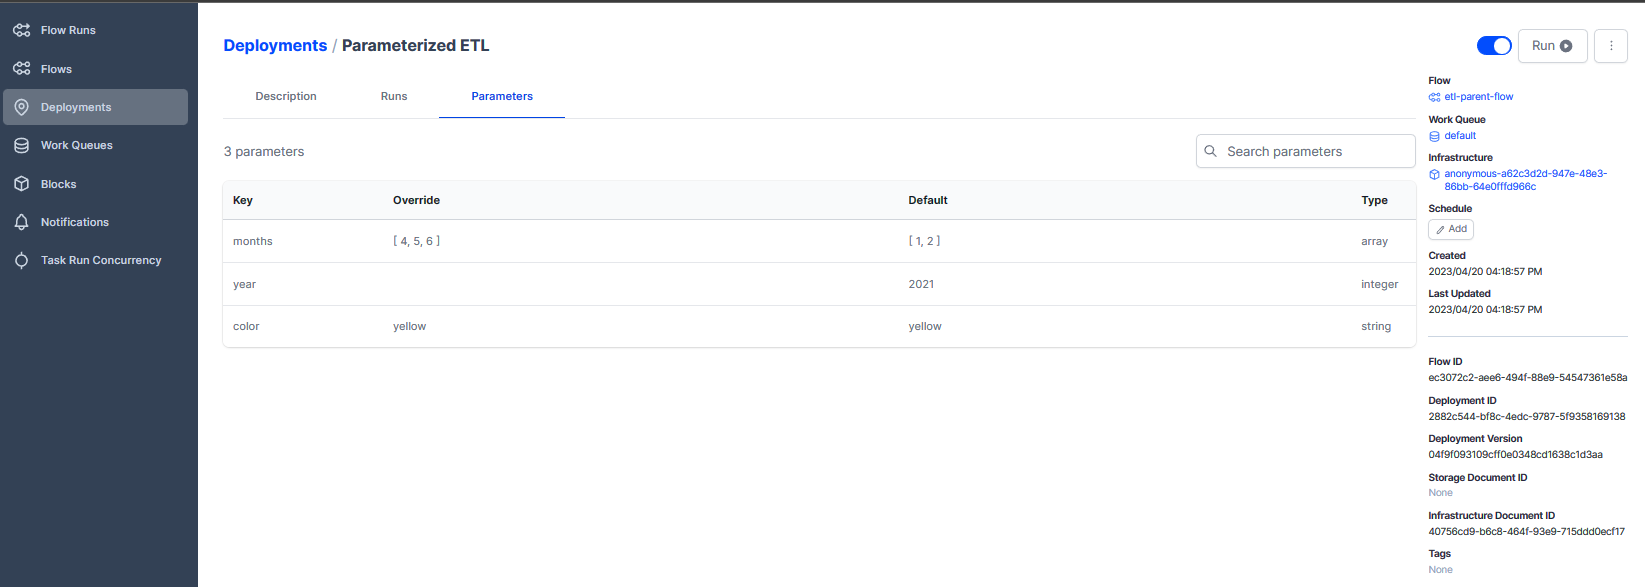 Flow Runs
Flows
Deployments
Work Queues
Blocks
Notifications
Task Run Concurrency
Deployments / Parameterized ETL
Run
Description Runs Parameters
3 parameters
Search parameters
Key Override Default Type
months [ 4, 5, 6 ] [ 1, 2 ] array
year 2021 integer
color yellow yellow string
Flow
etl-parent-flow
Work Queue
default
Infrastructure
anonymous-a62c3d2d-947e-48e3-
86bb-64e0fffd966c
Schedule
Add
Created
2023/04/20 04:18:57 PM
Last Updated
2023/04/20 04:18:57 PM
Flow ID
ec3072c2-aee6-494f-88e9-54547361e58a
Deployment ID
2882c544-bf8c-4edc-9787-5f9358169138
Deployment Version
04f9f093109cff0e0348cd1638c1d3aa
Storage Document ID
None
Infrastructure Document ID
40756cd9-b6c8-464f-93e9-715ddd0ecf17
Tags
None